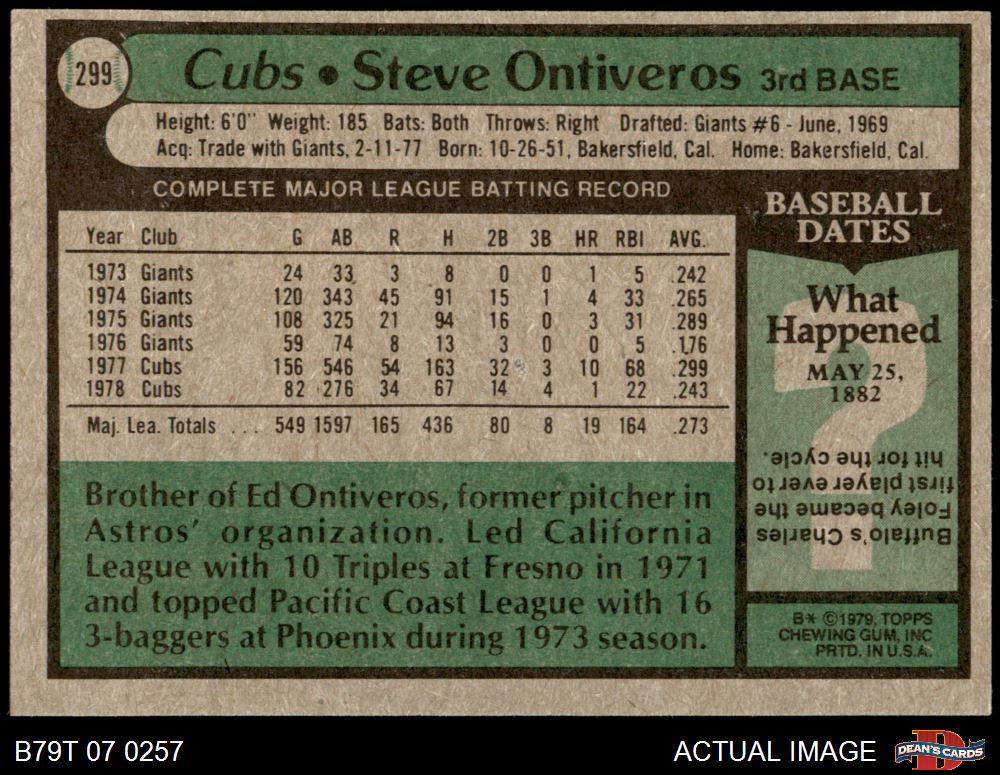 299
Cubs • Steve Ontiveros 3rd BASE
Height: 6'0" Weight: 185 Bats: Both Throws: Right Drafted: Giants #6 - June, 1969
Acq: Trade with Giants, 2-11-77 Born: 10-26-51, Bakersfield, Cal. Home: Bakersfield, Cal.
COMPLETE MAJOR LEAGUE BATTING RECORD
Year Club G AB R H 2B 3B HR RBI AVG.
1973 Giants 24 33 3 8 0 0 1 5 .242
1974 Giants 120 343 45 91 15 1 4 33 .265
1975 Giants 108 325 21 94 16 0 3 31 .289
1976 Giants 59 74 8 13 3 0 0 5 .176
1977 Cubs 156 546 54 163 32 3 10 68 .299
1978 Cubs 82 276 34 67 14 4 1 22 .243
Maj. Lea. Totals . . . 549 1597 165 436 80 8 19 164 .273
Brother of Ed Ontiveros, former pitcher in
Astros' organization. Led California
League with 10 Triples at Fresno in 1971
and topped Pacific Coast League with 16
3-baggers at Phoenix during 1973 season.
BASEBALL
DATES
What
Happened
MAY 25,
1882
Buffalo's Charles
Foley became the
first player ever to
hit for the cycle.
B* ©1979, TOPPS
CHEWING GUM, INC
PRTD. IN U.S.A.
B79T 07 0257
ACTUAL IMAGE
DEAN'S CARDS